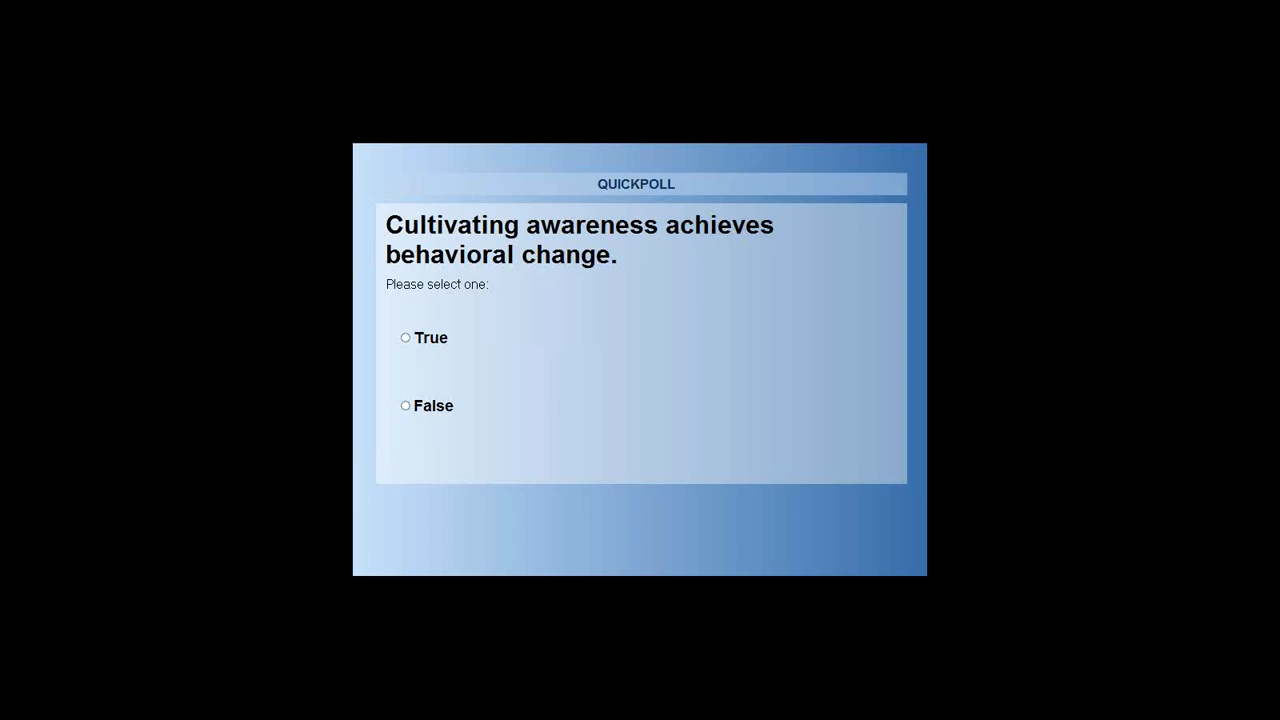 QUICKPOLL
Cultivating awareness achieves
behavioral change.
Please select one:
True
False